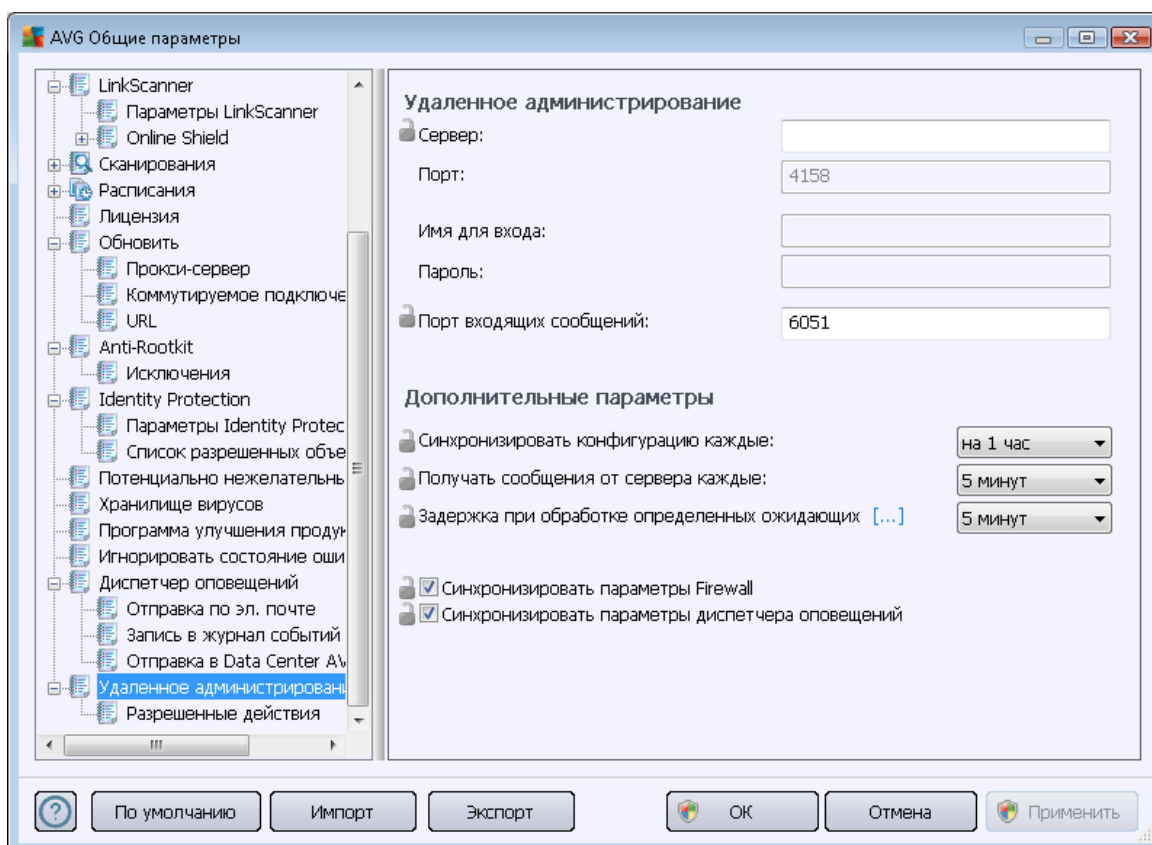 AVG Общие параметры
LinkScanner
Параметры LinkScanner
Online Shield
Сканирования
Расписания
Лицензия
Обновить
Прокси-сервер
Коммутируемое подключе
URL
Anti-Rootkit
Исключения
Identity Protection
Параметры Identity Protec
Список разрешенных объе
Потенциально нежелательнь
Хранилище вирусов
Программа улучшения продук
Игнорировать состояние оши
Диспетчер оповещений
Отправка по эл. почте
Запись в журнал событий
Отправка в Data Center AV
Удаленное администрировани
Разрешенные действия
Удаленное администрирование
Сервер:
Порт: 4158
Имя для входа:
Пароль:
Порт входящих сообщений: 6051
Дополнительные параметры
Синхронизировать конфигурацию каждые: на 1 час
Получать сообщения от сервера каждые: 5 минут
Задержка при обработке определенных ожидающих [...] 5 минут
Синхронизировать параметры Firewall
Синхронизировать параметры диспетчера оповещений
? По умолчанию Импорт Экспорт ОК Отмена Применить